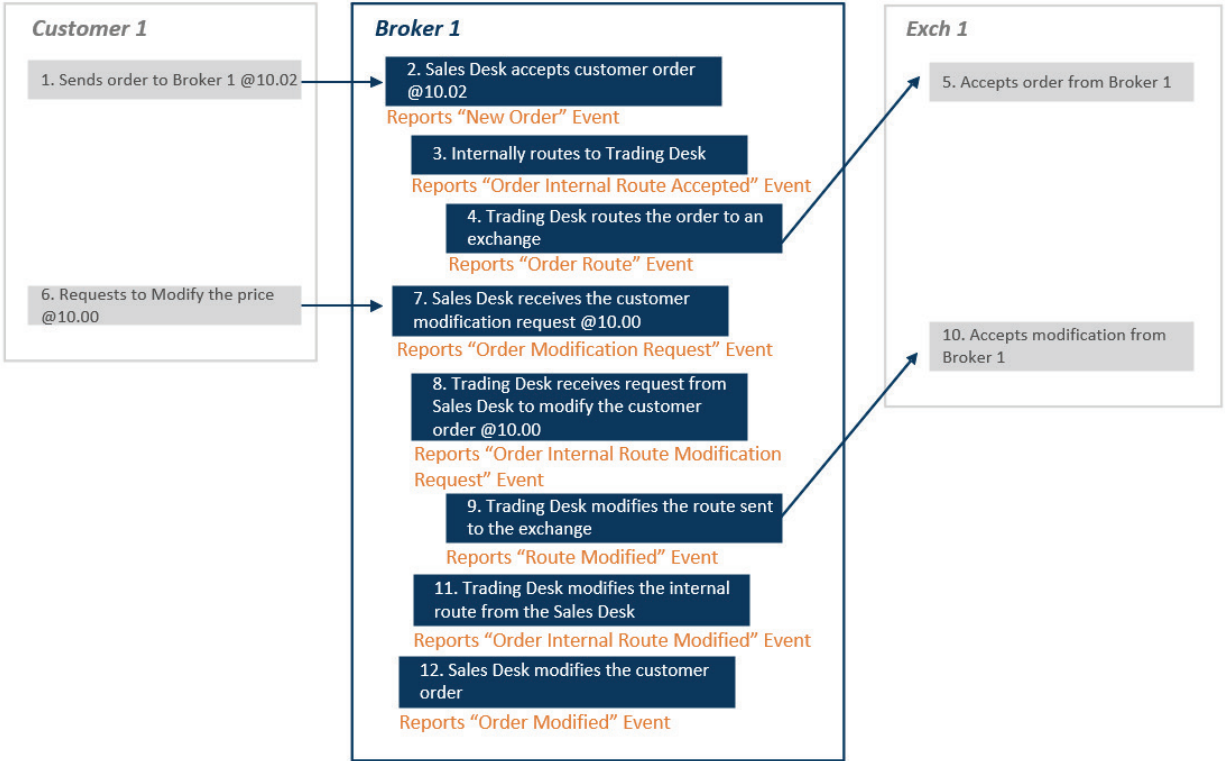 Customer 1
1. Sends order to Broker 1 @10.02
6. Requests to Modify the price
@10.00
Broker 1
2. Sales Desk accepts customer order
@10.02
Reports “New Order” Event
3. Internally routes to Trading Desk
Reports “Order Internal Route Accepted” Event
4. Trading Desk routes the order to an
exchange
Reports “Order Route” Event
7. Sales Desk receives the customer
modification request @10.00
Reports “Order Modification Request” Event
8. Trading Desk receives request from
Sales Desk to modify the customer
order @10.00
Reports “Order Internal Route Modification
Request” Event
9. Trading Desk modifies the route sent
to the exchange
Reports “Route Modified” Event
11. Trading Desk modifies the internal
route from the Sales Desk
Reports “Order Internal Route Modified” Event
12. Sales Desk modifies the customer
order
Reports “Order Modified” Event
Exch 1
5. Accepts order from Broker 1
10. Accepts modification from
Broker 1